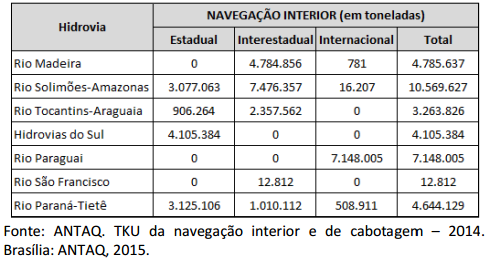 Hidrovia NAVEGAÇÃO INTERIOR (em toneladas)
Estadual Interestadual Internacional Total
Rio Madeira 0 4.784.856 781 4.785.637
Rio Solimões-Amazonas 3.077.063 7.476.357 16.207 10.569.627
Rio Tocantins-Araguaia 906.264 2.357.562 0 3.263.826
Hidrovias do Sul 4.105.384 0 0 4.105.384
Rio Paraguai 0 0 7.148.005 7.148.005
Rio São Francisco 0 12.812 0 12.812
Rio Paraná-Tietê 3.125.106 1.010.112 508.911 4.644.129
Fonte: ANTAQ. TKU da navegação interior e de cabotagem – 2014.
Brasília: ANTAQ, 2015.